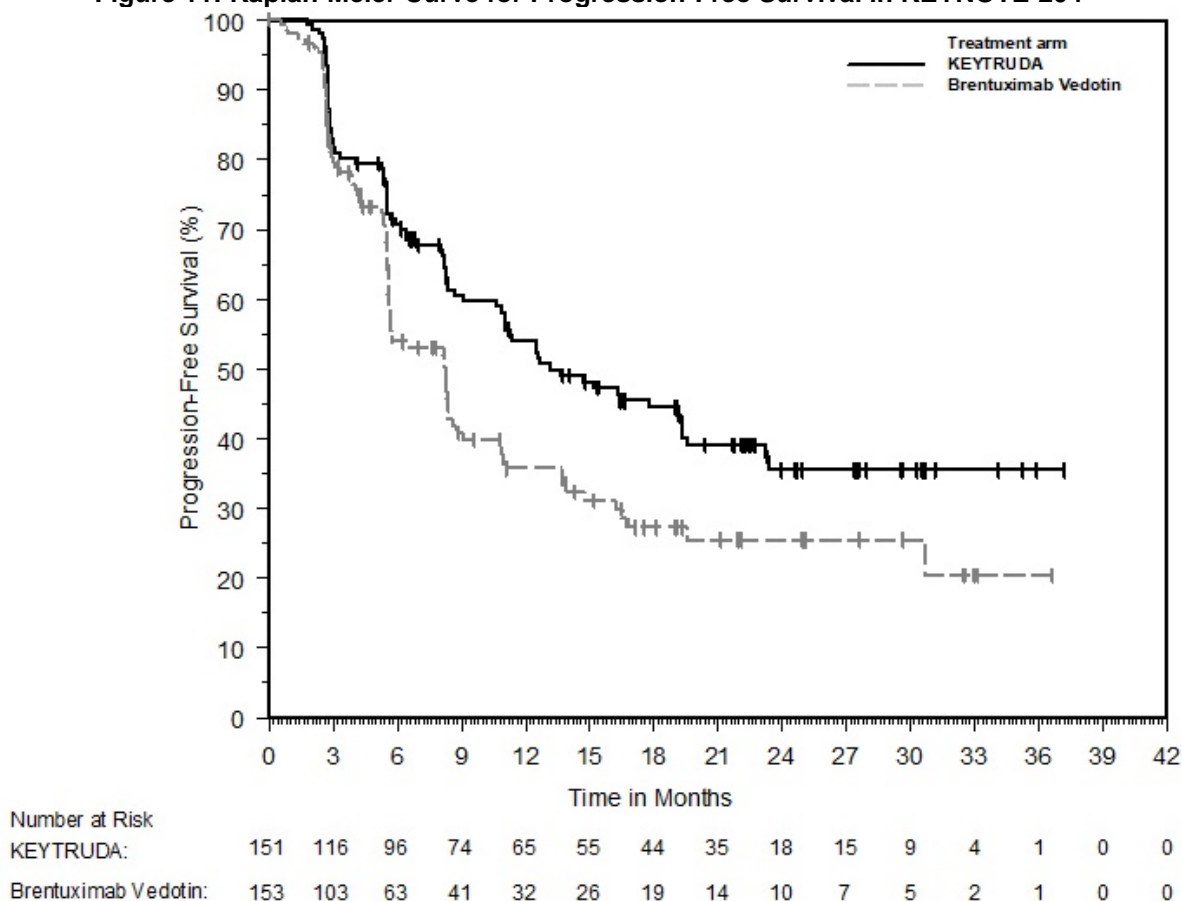 Figure 11: Kaplan-Meier Curve for Progression-Free Survival in KEYNOTE-204
Treatment arm
KEYTRUDA
Brentuximab Vedotin
Progression-Free Survival (%)
100
90
80
70
60
50
40
30
20
10
0
0 3 6 9 12 15 18 21 24 27 30 33 36 39 42
Time in Months
Number at Risk
KEYTRUDA: 151 116 96 74 65 55 44 35 18 15 9 4 1 0 0
Brentuximab Vedotin: 153 103 63 41 32 26 19 14 10 7 5 2 1 0 0